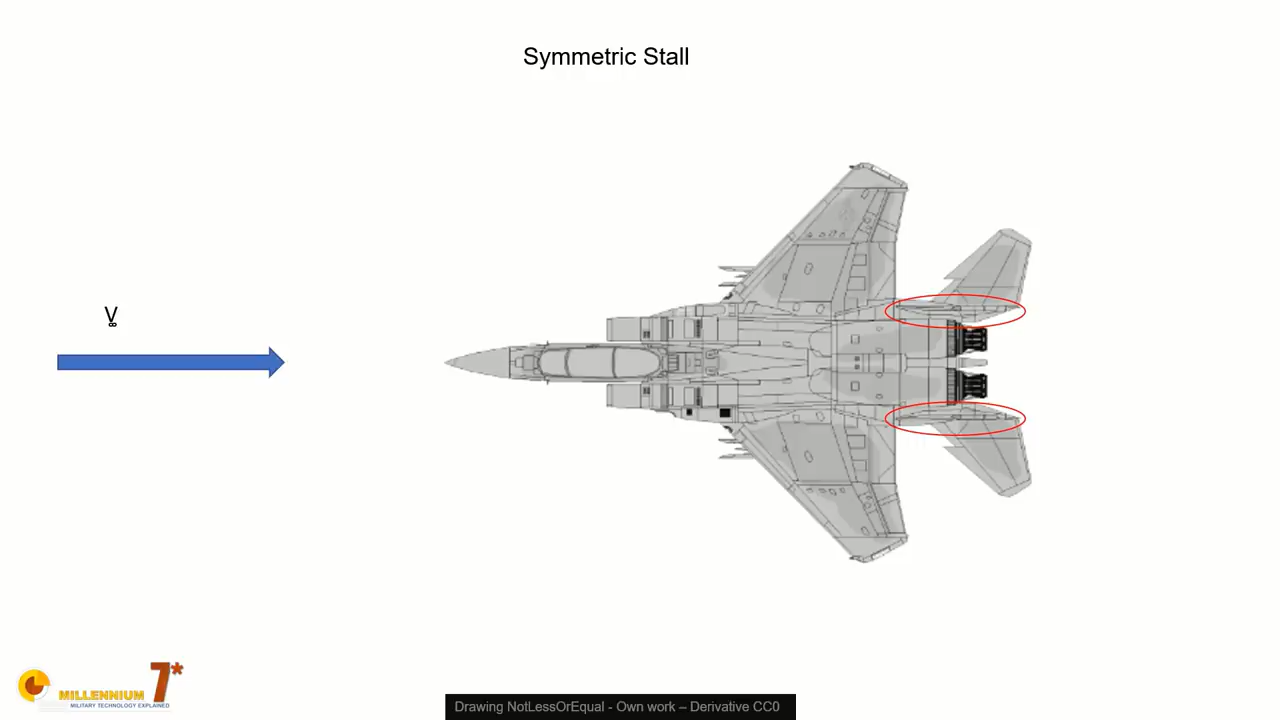 Symmetric Stall
V∞
7*
MILLENNIUM
MILITARY TECHNOLOGY EXPLAINED
Drawing NotLessOrEqual - Own work – Derivative CC0